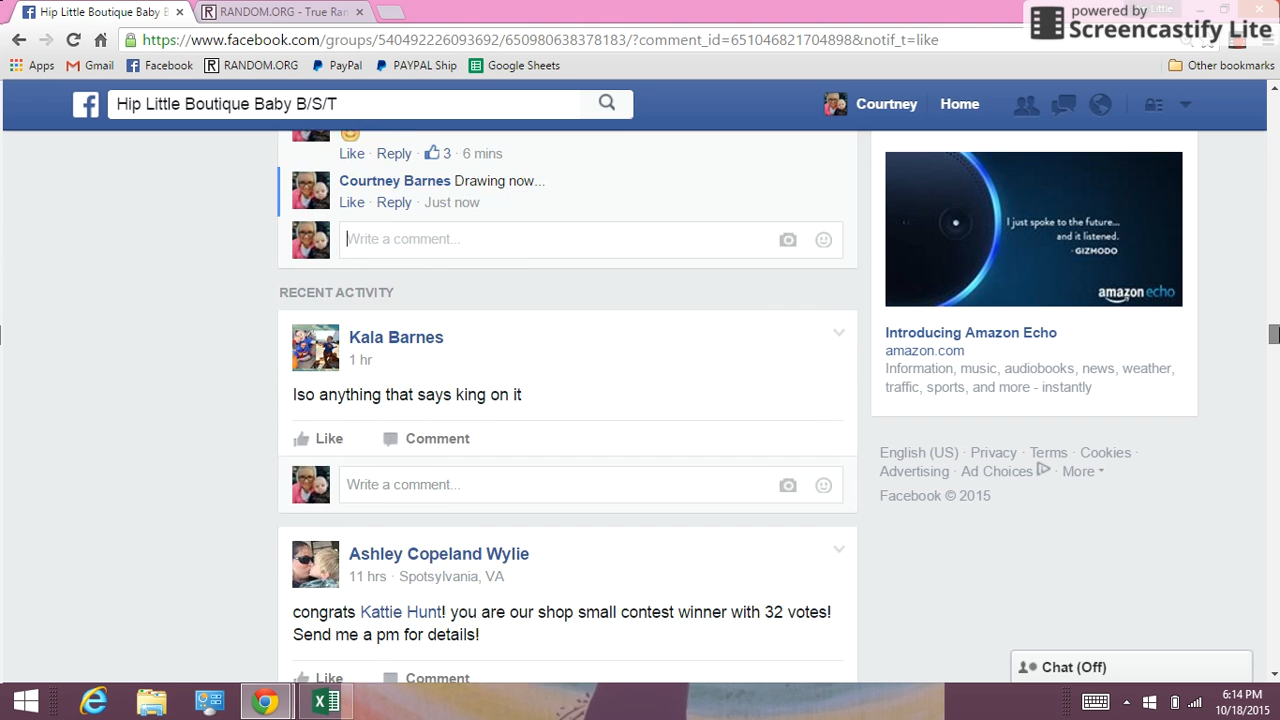 Hip Little Boutique Baby B
RANDOM.ORG - True Ran
powered by
Screencastify Lite
378183/?comment_id=651046821704898&notif_t=like
Apps
Gmail
Facebook
RANDOM.ORG
PayPal
PAYPAL Ship
Google Sheets
Other bookmarks
Hip Little Boutique Baby B/S/T
Courtney
Home
Like · Reply · 3 · 6 mins
Courtney Barnes Drawing now...
Like · Reply · Just now
Write a comment...
RECENT ACTIVITY
Kala Barnes
1 hr
Iso anything that says king on it
Like
Comment
Write a comment...
Ashley Copeland Wylie
11 hrs · Spotsylvania, VA
congrats Kattie Hunt! you are our shop small contest winner with 32 votes!
Send me a pm for details!
Like
Comment
I just spoke to the future...
and it listened.
- GIZMODO
amazon echo
Introducing Amazon Echo
amazon.com
Information, music, audiobooks, news, weather,
traffic, sports, and more - instantly
English (US) · Privacy · Terms · Cookies ·
Advertising · Ad Choices · More
Facebook © 2015
Chat (Off)
6:14 PM
10/18/2015